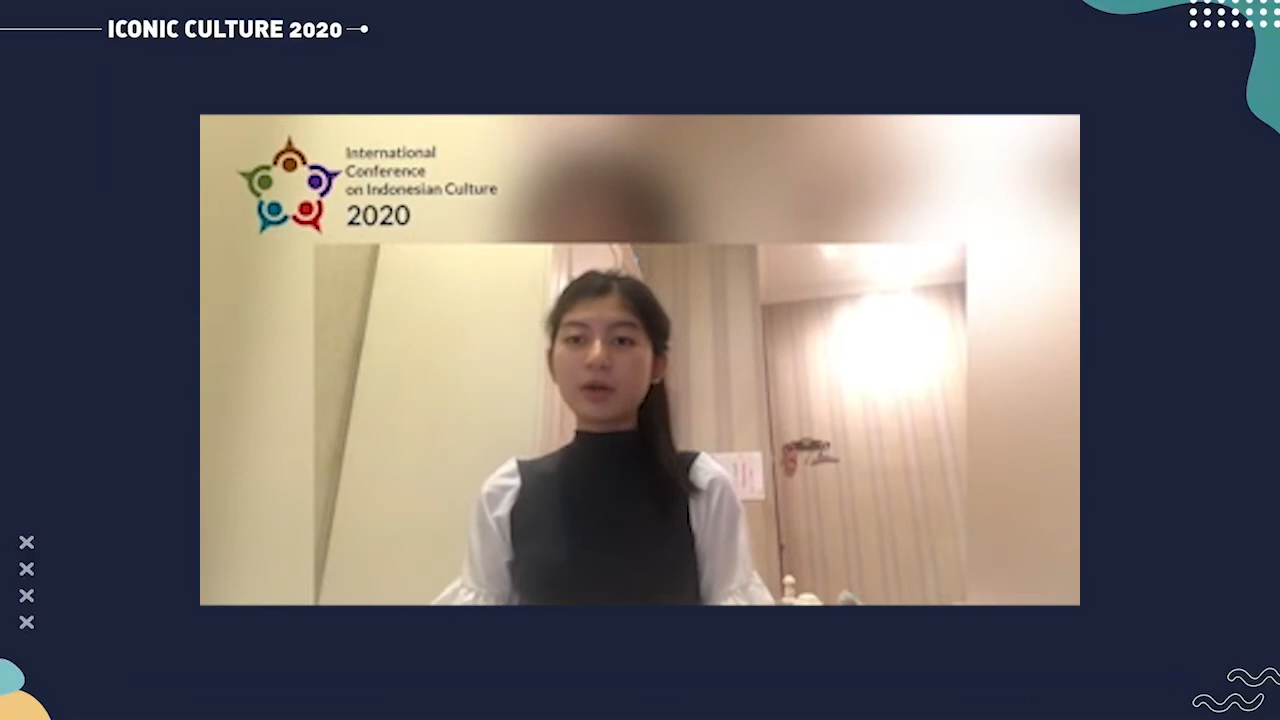 ICONIC CULTURE 2020
International
Conference
on Indonesian Culture
2020